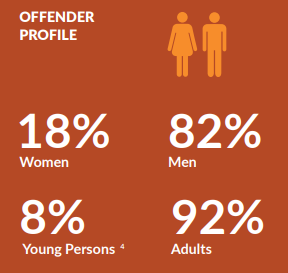 OFFENDER
PROFILE
18% 82%
Women Men
8% 92%
Young Persons 4 Adults